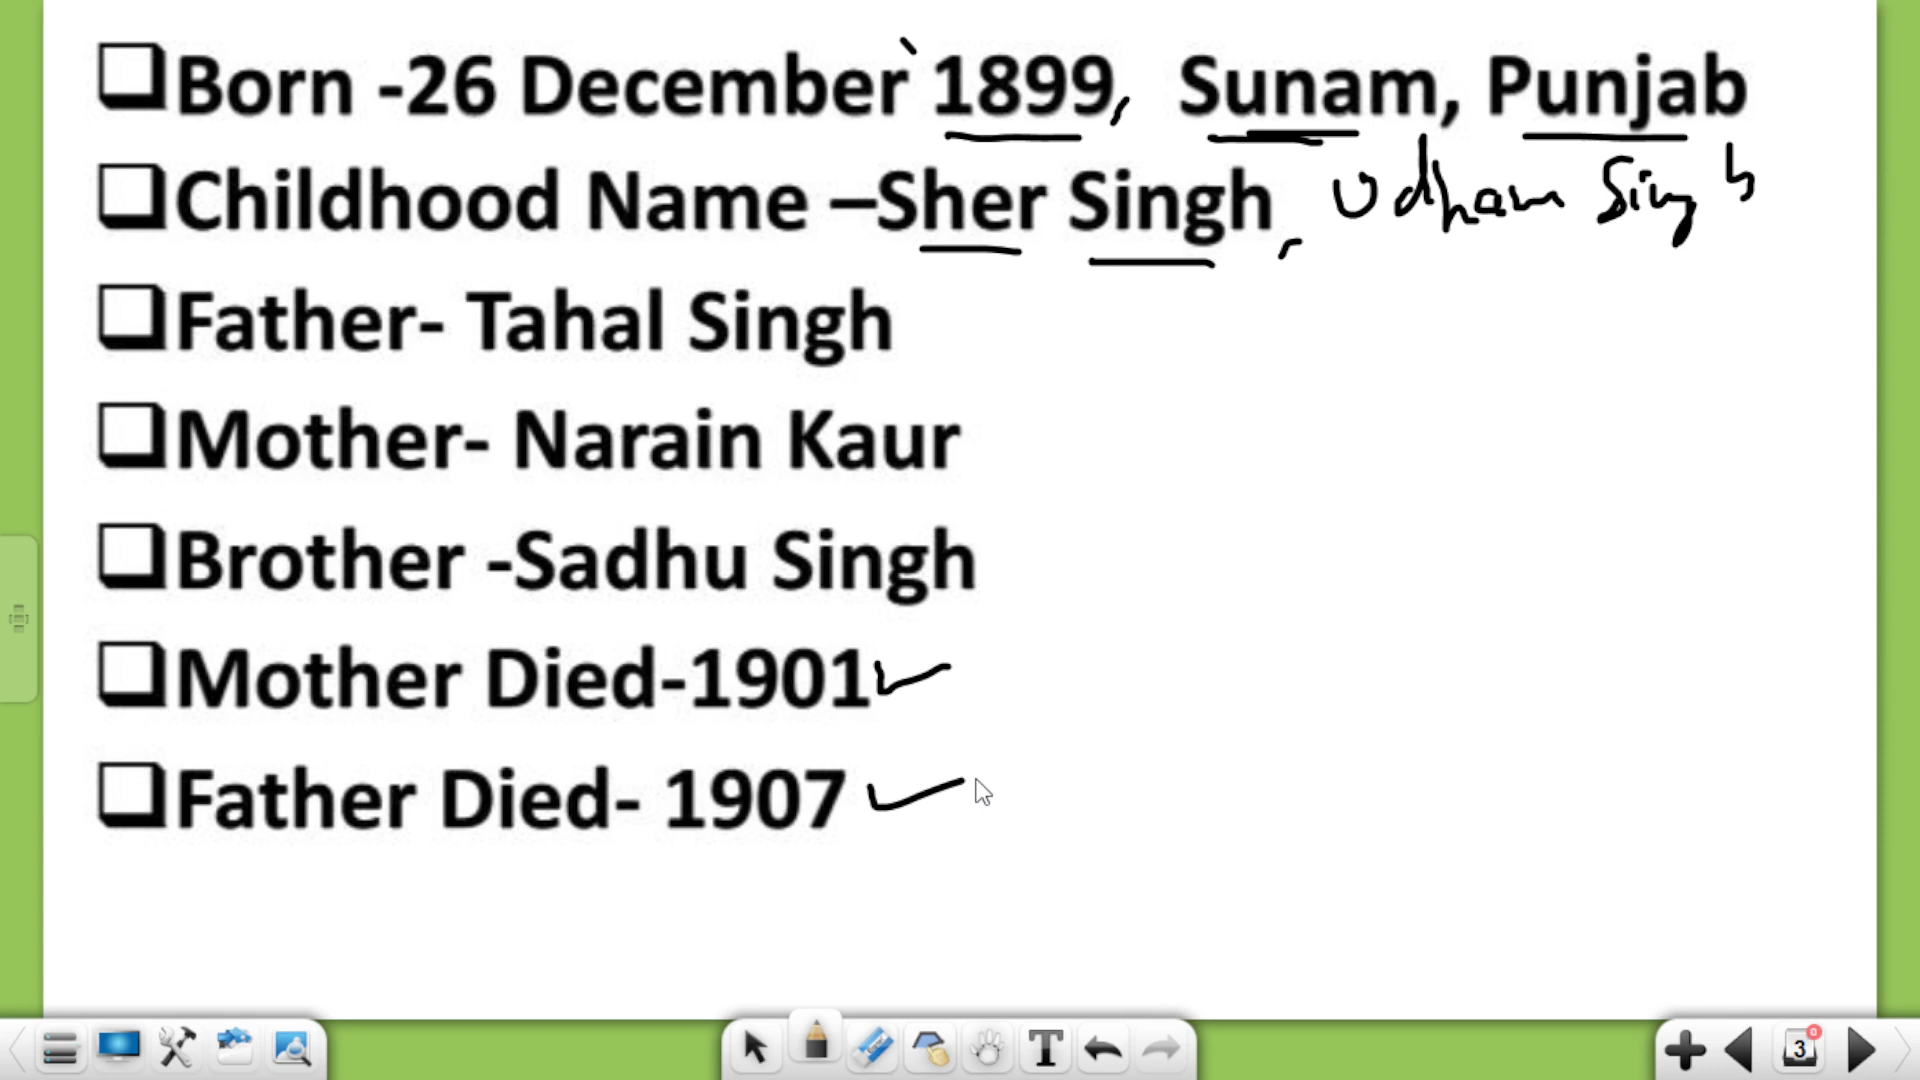 Born -26 December 1899, Sunam, Punjab
Childhood Name –Sher Singh, Udham Singh
Father- Tahal Singh
Mother- Narain Kaur
Brother -Sadhu Singh
Mother Died-1901
Father Died- 1907
T
3
0